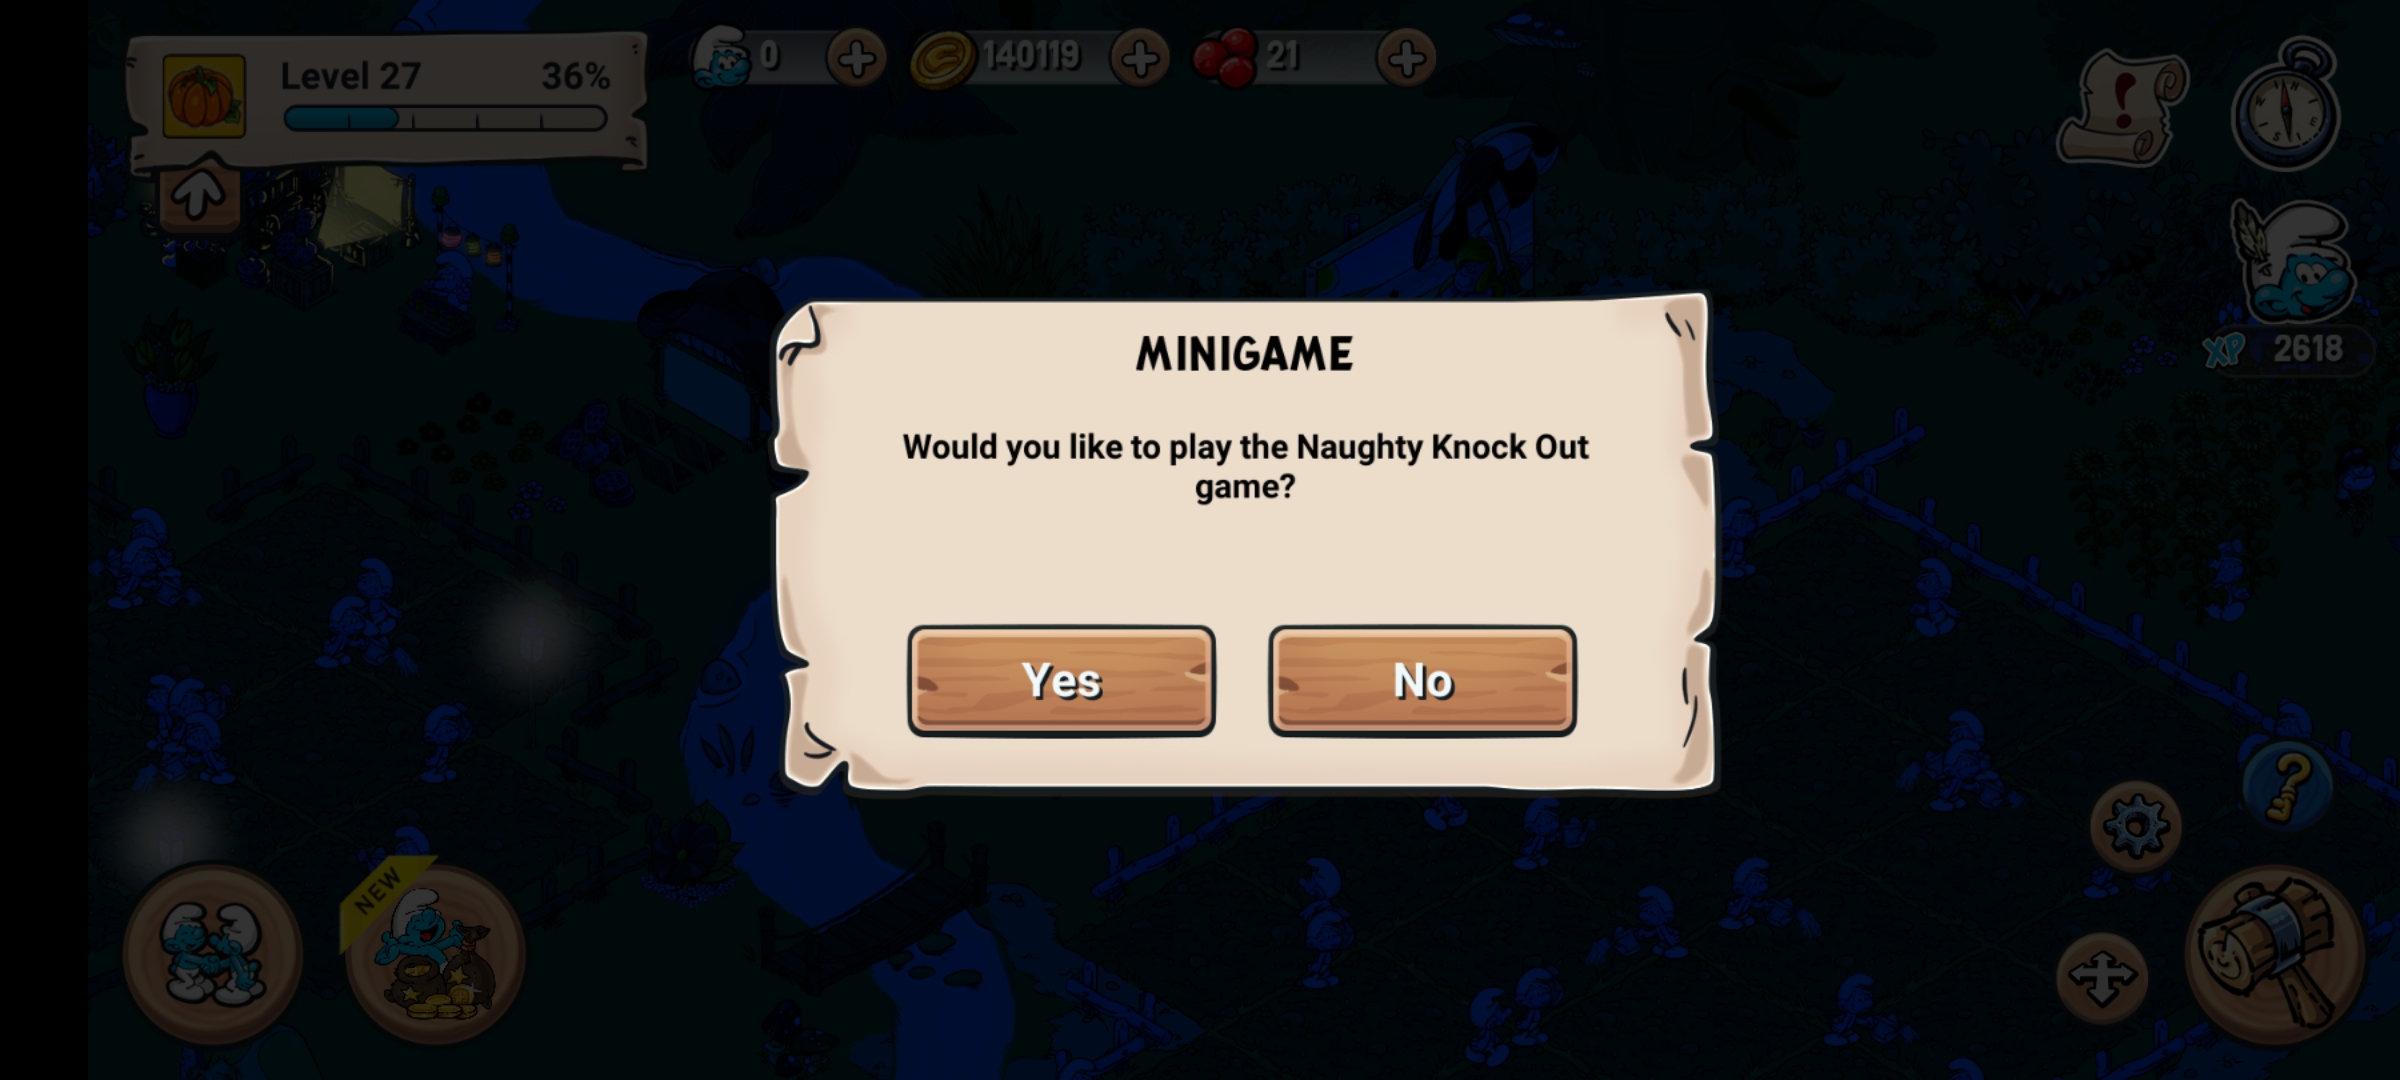 Level 27 36%
0
140119
21
XP 2618
MINIGAME
Would you like to play the Naughty Knock Out
game?
Yes
No
NEW